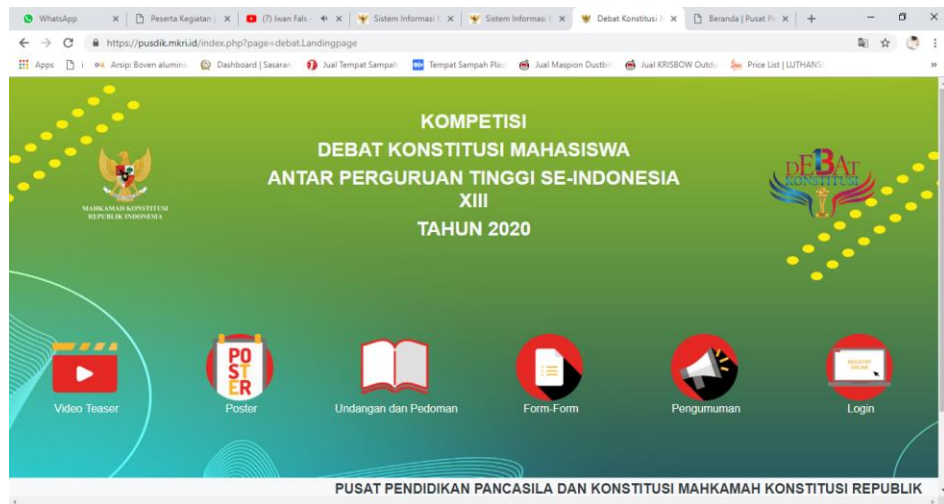 WhatsApp
Peserta Kegiatan |
(7) Iwan Fals -
Sistem Informasi
Sistem Informasi
Debat Konstitusi X
Beranda | Pusat
https://pusdik.mkri.id/index.php?page=debat.Landingpage
Apps
Arsip: Boven alumini
Dashboard | Sasaran
Jual Tempat Sampah
Tempat Sampah Plas
Jual Maspion Dustbi
Jual KRISBOW Outdo
Price List | LUTHANS
KOMPETISI
DEBAT KONSTITUSI MAHASISWA
ANTAR PERGURUAN TINGGI SE-INDONESIA
XIII
TAHUN 2020
MAHKAMAH KONSTITUSI
REPUBLIK INDONESIA
DEBAT
KONSTITUSI
13
POSTER
REGISTER
ONLINE
Video Teaser
Poster
Undangan dan Pedoman
Form-Form
Pengumuman
Login
PUSAT PENDIDIKAN PANCASILA DAN KONSTITUSI MAHKAMAH KONSTITUSI REPUBLIK